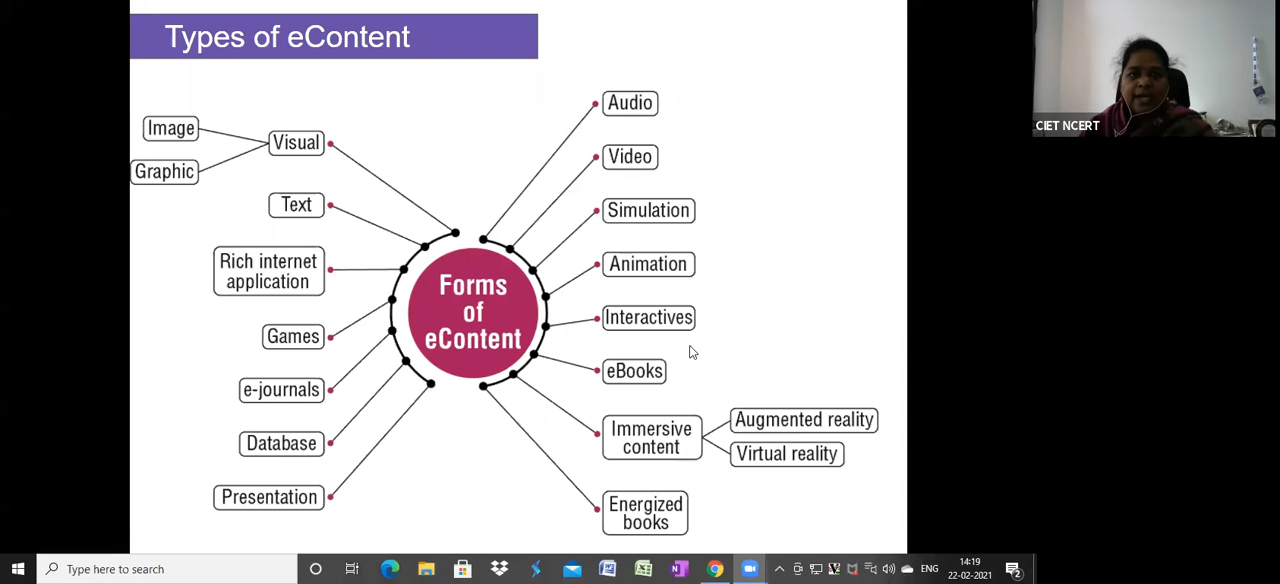 Types of eContent
CIET NCERT
Image
Graphic
Visual
Text
Rich internet
application
Games
e-journals
Database
Presentation
Forms
of
eContent
Audio
Video
Simulation
Animation
Interactives
eBooks
Immersive
content
Augmented reality
Virtual reality
Energized
books
Type here to search
ENG
14:19
22-02-2021
2